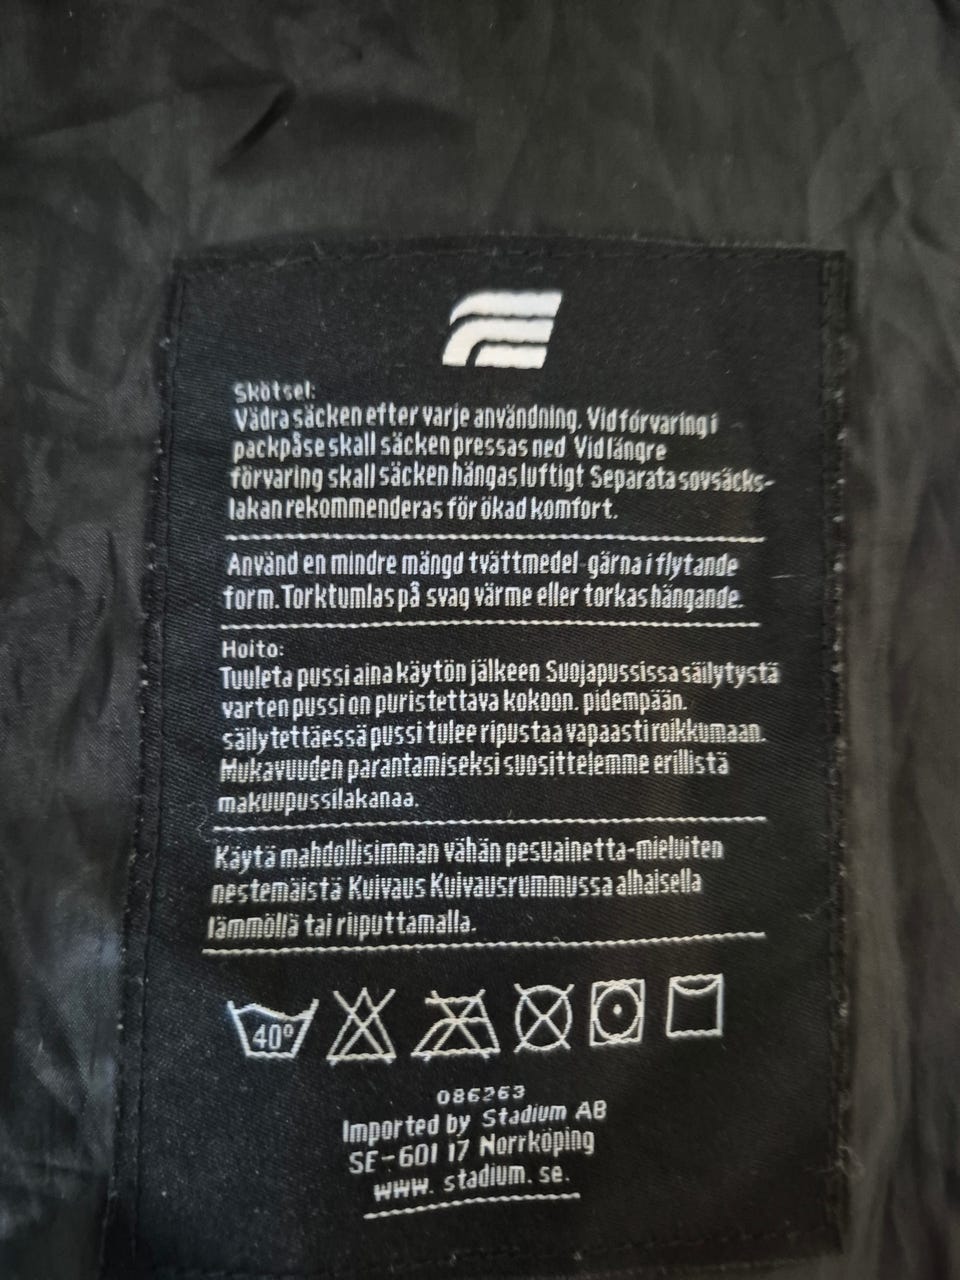 Skötsel:
Vädra säcken efter varje användning. Vid förvaring i
packpåse skall säcken pressas ned Vid längre
förvaring skall säcken hängas luftigt Separata sovsäcks-
lakan rekommenderas för ökad komfort.
Använd en mindre mängd tvättmedel gärna i flytande
form. Torktumlas på svag värme eller torkas hängande.
Hoito:
Tuuleta pussi aina käytön jälkeen Suojapussissa säilytystä
varten pussi on puristettava kokoon. pidempään.
säilytettäessä pussi tulee ripustaa vapaasti roikkumaan.
Mukavuuden parantamiseksi suosittelemme erillistä
makuupussilakanaa.
Käytä mahdollisimman vähän pesuainetta-mieluiten
nestemäistä Kuivaus Kuivausrummussa alhaisella
lämmöllä tai riiputtamalla.
40°
086263
Imported by Stadium AB
SE-601 17 Norrköping
www. stadium. se.